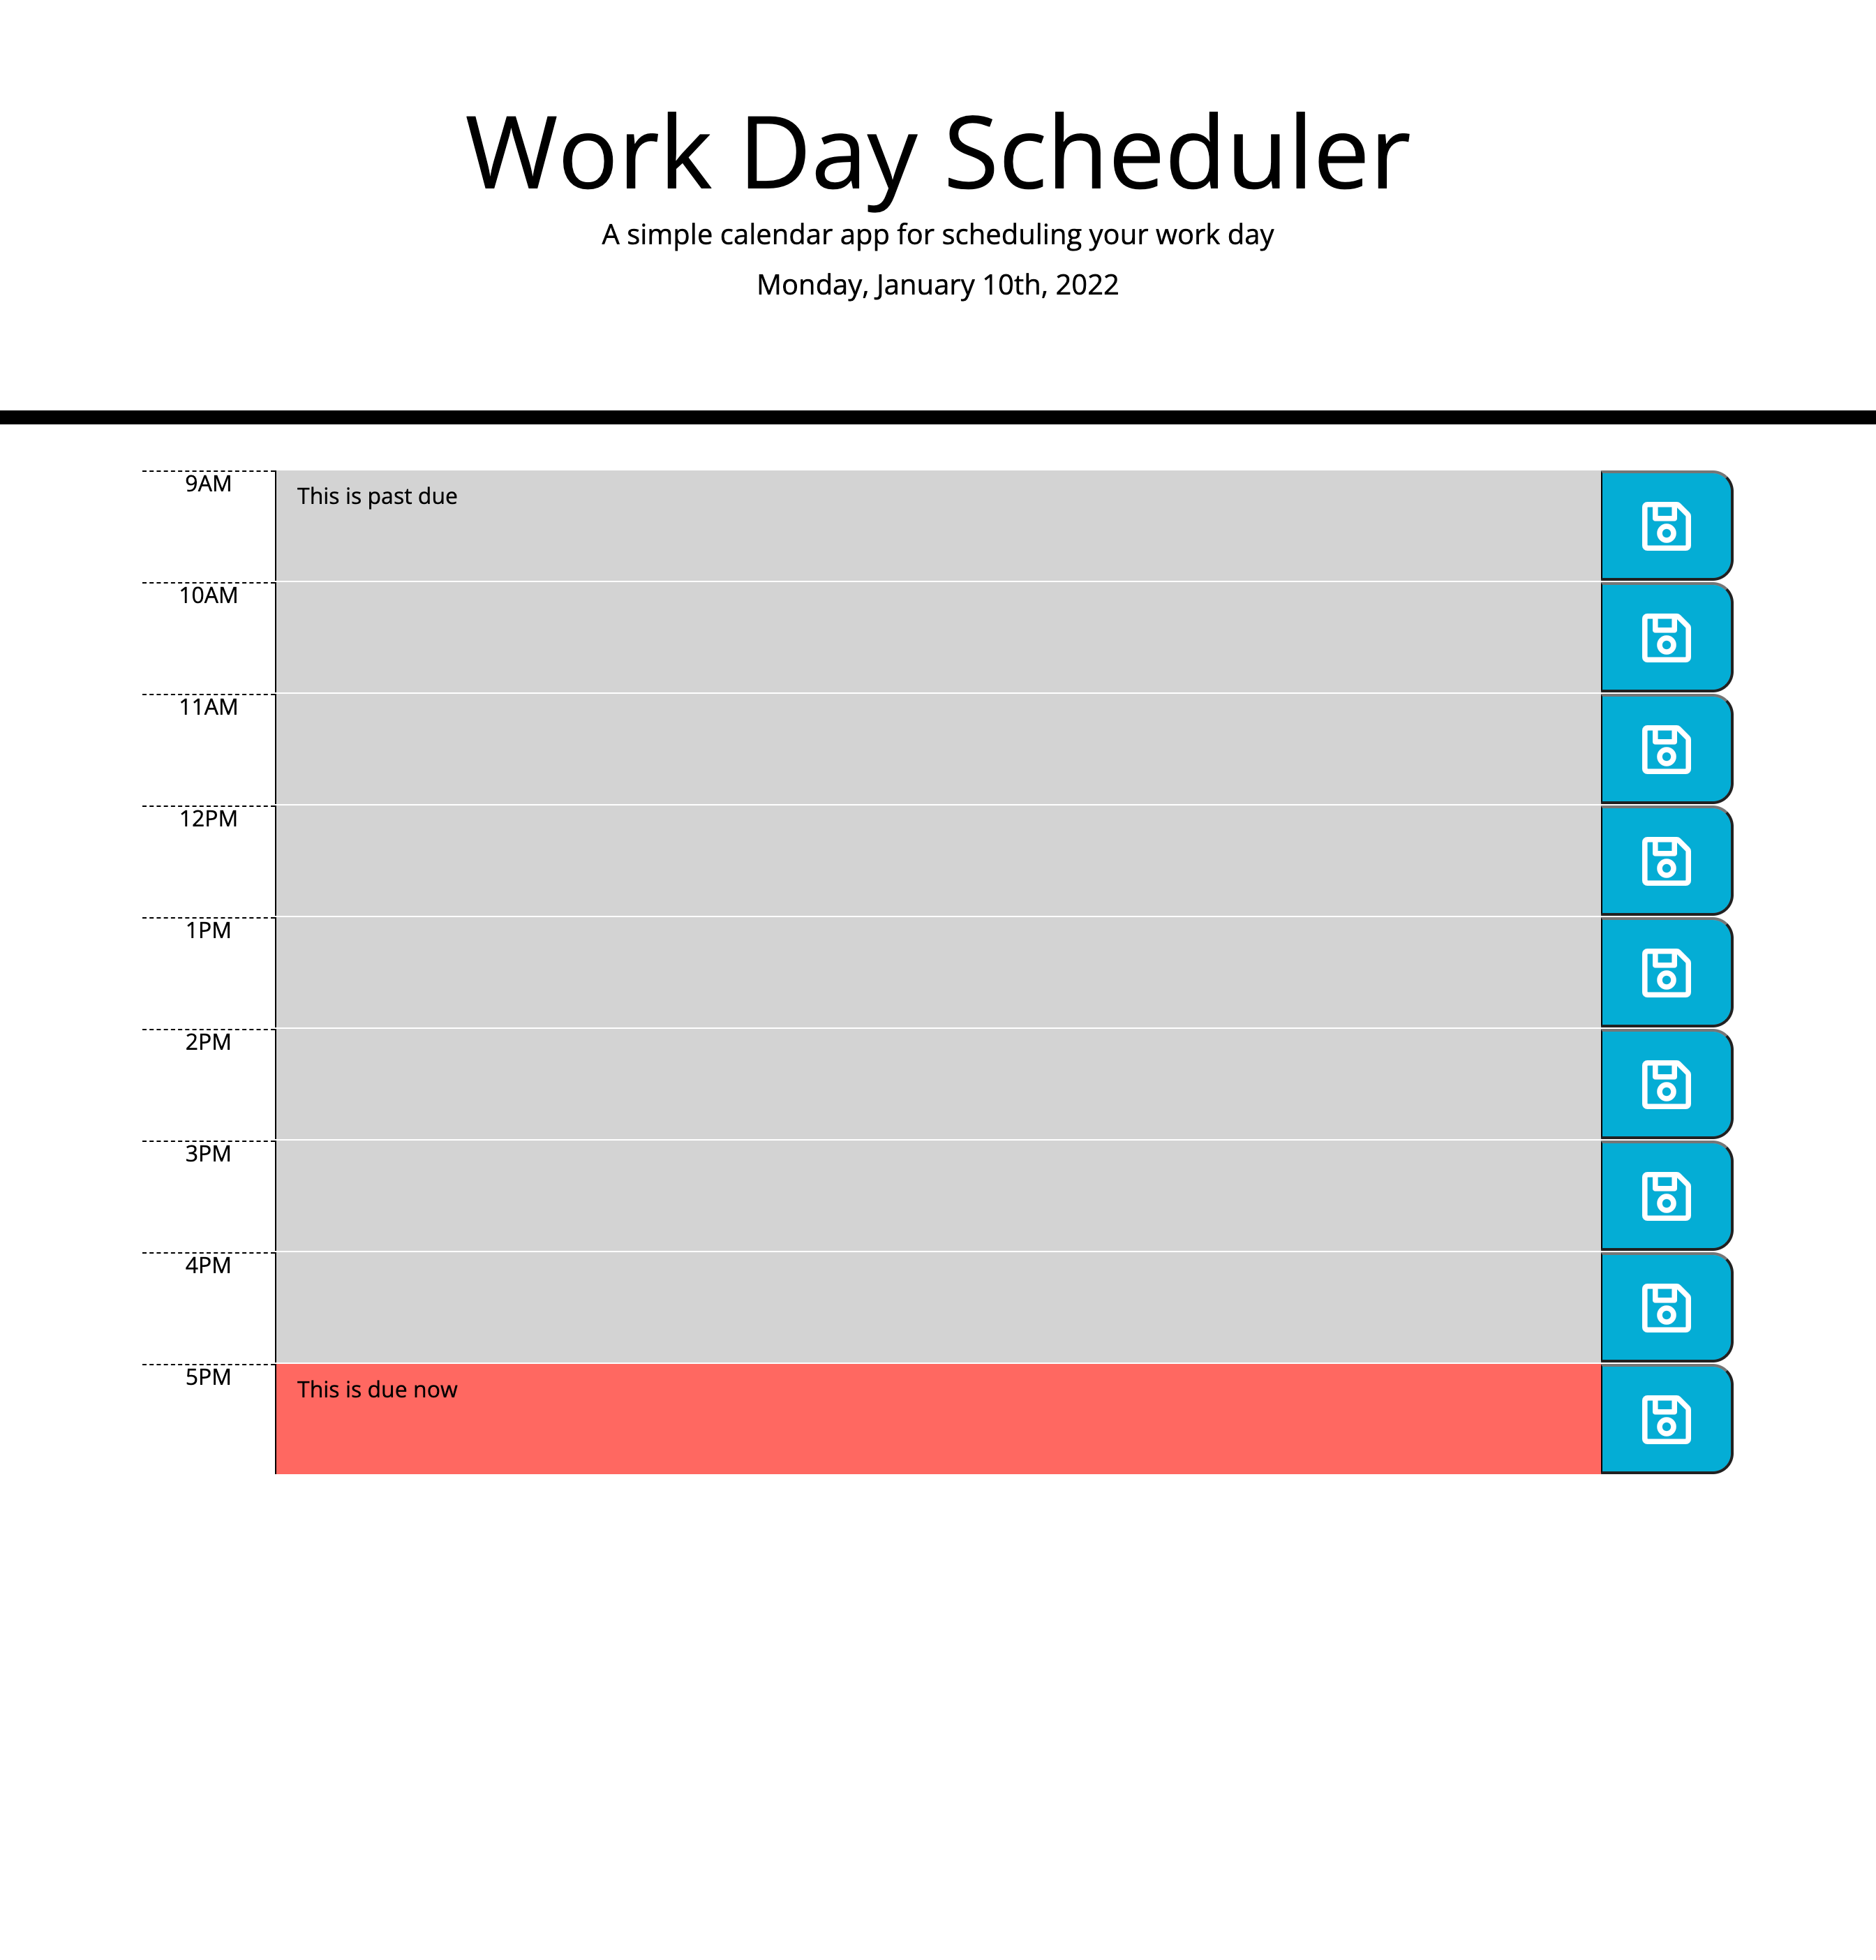 Work Day Scheduler
A simple calendar app for scheduling your work day
Monday, January 10th, 2022
9AM
This is past due
10AM
11AM
12PM
1PM
2PM
3PM
4PM
5PM
This is due now